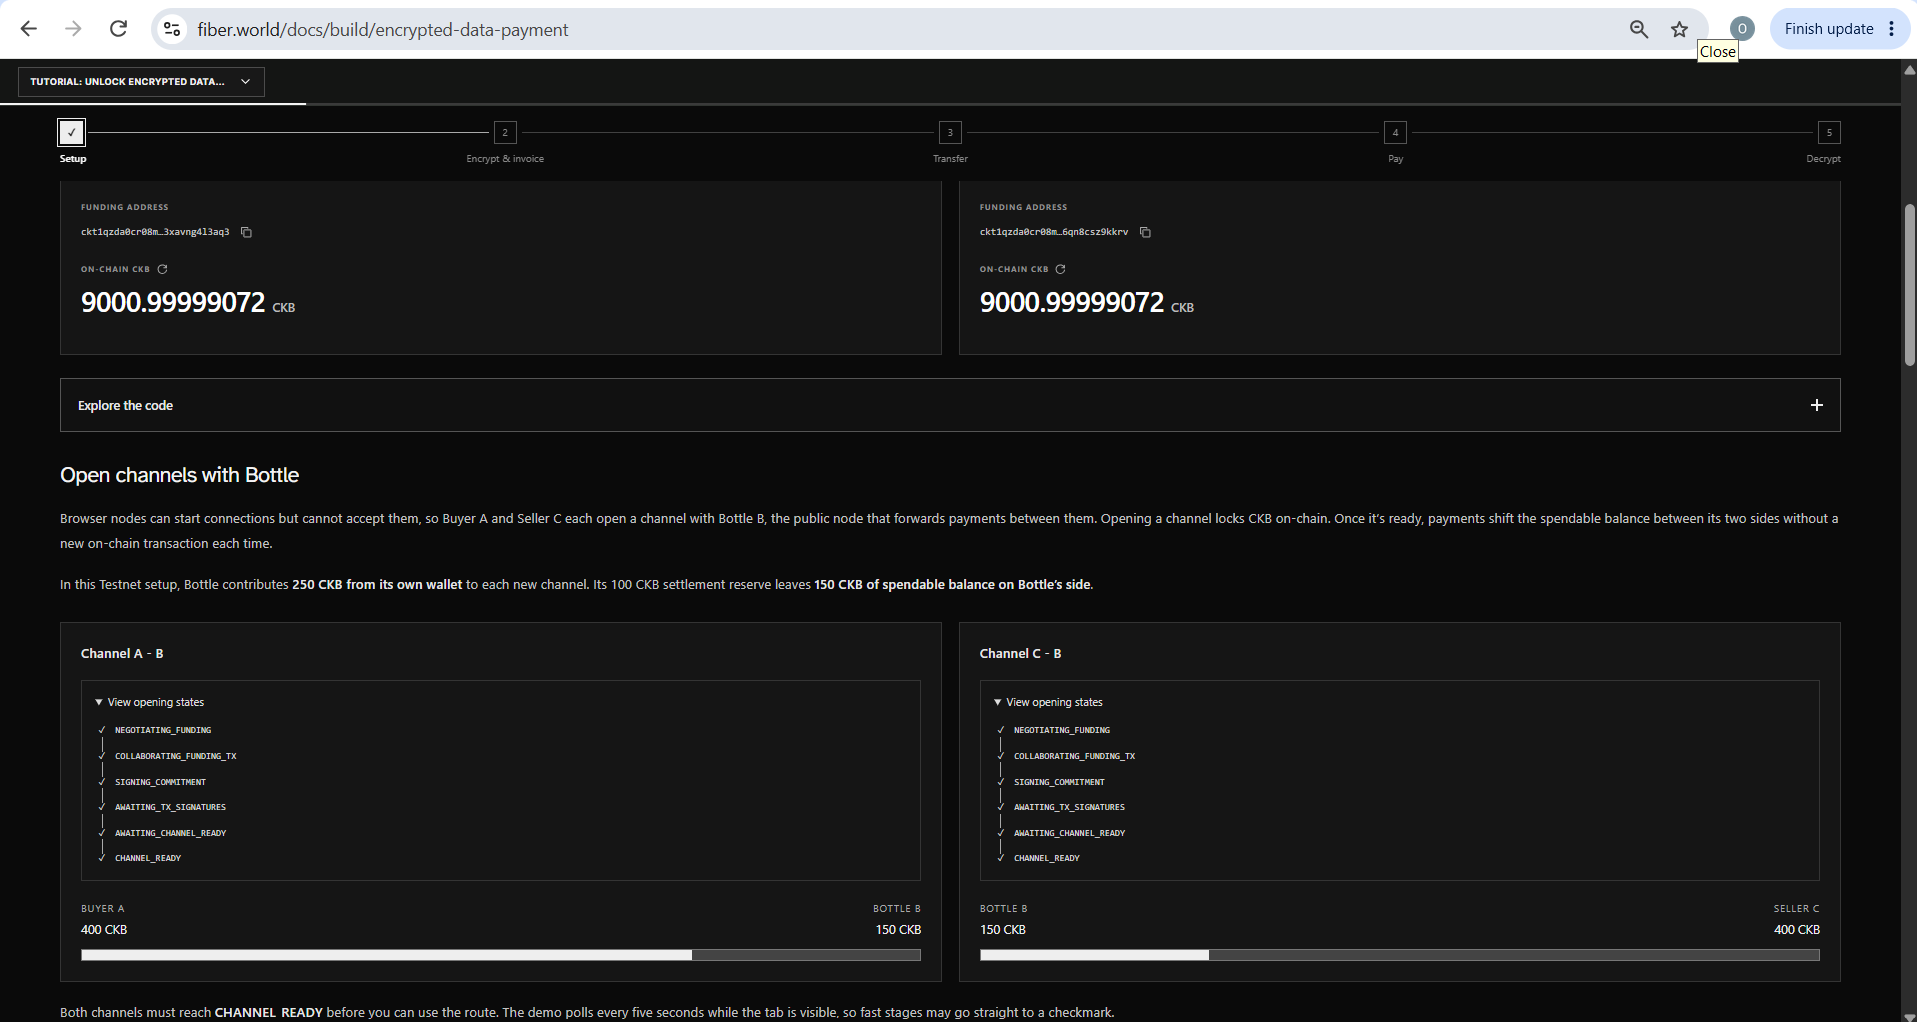 fiber.world/docs/build/encrypted-data-payment
O
Finish update
Close
TUTORIAL: UNLOCK ENCRYPTED DATA...
✓
2
3
4
5
Setup
Encrypt & invoice
Transfer
Pay
Decrypt
FUNDING ADDRESS
ckt1qzda0cr08m…3xavng4l3aq3
ON-CHAIN CKB
9000.99999072 CKB
FUNDING ADDRESS
ckt1qzda0cr08m…6qn8csz9kkrv
ON-CHAIN CKB
9000.99999072 CKB
Explore the code
+
Open channels with Bottle
Browser nodes can start connections but cannot accept them, so Buyer A and Seller C each open a channel with Bottle B, the public node that forwards payments between them. Opening a channel locks CKB on-chain. Once it's ready, payments shift the spendable balance between its two sides without a
new on-chain transaction each time.
In this Testnet setup, Bottle contributes 250 CKB from its own wallet to each new channel. Its 100 CKB settlement reserve leaves 150 CKB of spendable balance on Bottle's side.
Channel A - B
▼ View opening states
✓ NEGOTIATING_FUNDING
✓ COLLABORATING_FUNDING_TX
✓ SIGNING_COMMITMENT
✓ AWAITING_TX_SIGNATURES
✓ AWAITING_CHANNEL_READY
✓ CHANNEL_READY
BUYER A
400 CKB
BOTTLE B
150 CKB
Channel C - B
▼ View opening states
✓ NEGOTIATING_FUNDING
✓ COLLABORATING_FUNDING_TX
✓ SIGNING_COMMITMENT
✓ AWAITING_TX_SIGNATURES
✓ AWAITING_CHANNEL_READY
✓ CHANNEL_READY
BOTTLE B
150 CKB
SELLER C
400 CKB
Both channels must reach CHANNEL_READY before you can use the route. The demo polls every five seconds while the tab is visible, so fast stages may go straight to a checkmark.